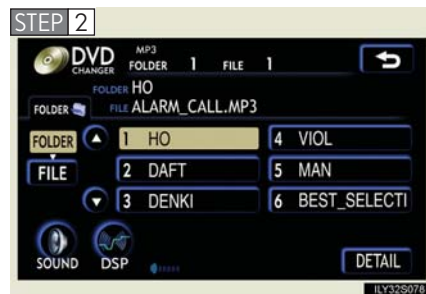 STEP 2
DVD CHANGER MP3 FOLDER 1 FILE 1
FOLDER HO
FOLDER FILE ALARM_CALL.MP3
FOLDER 1 HO 4 VIOL
FILE 2 DAFT 5 MAN
3 DENKI 6 BEST_SELECTI
SOUND DSP DETAIL
ILY32S078